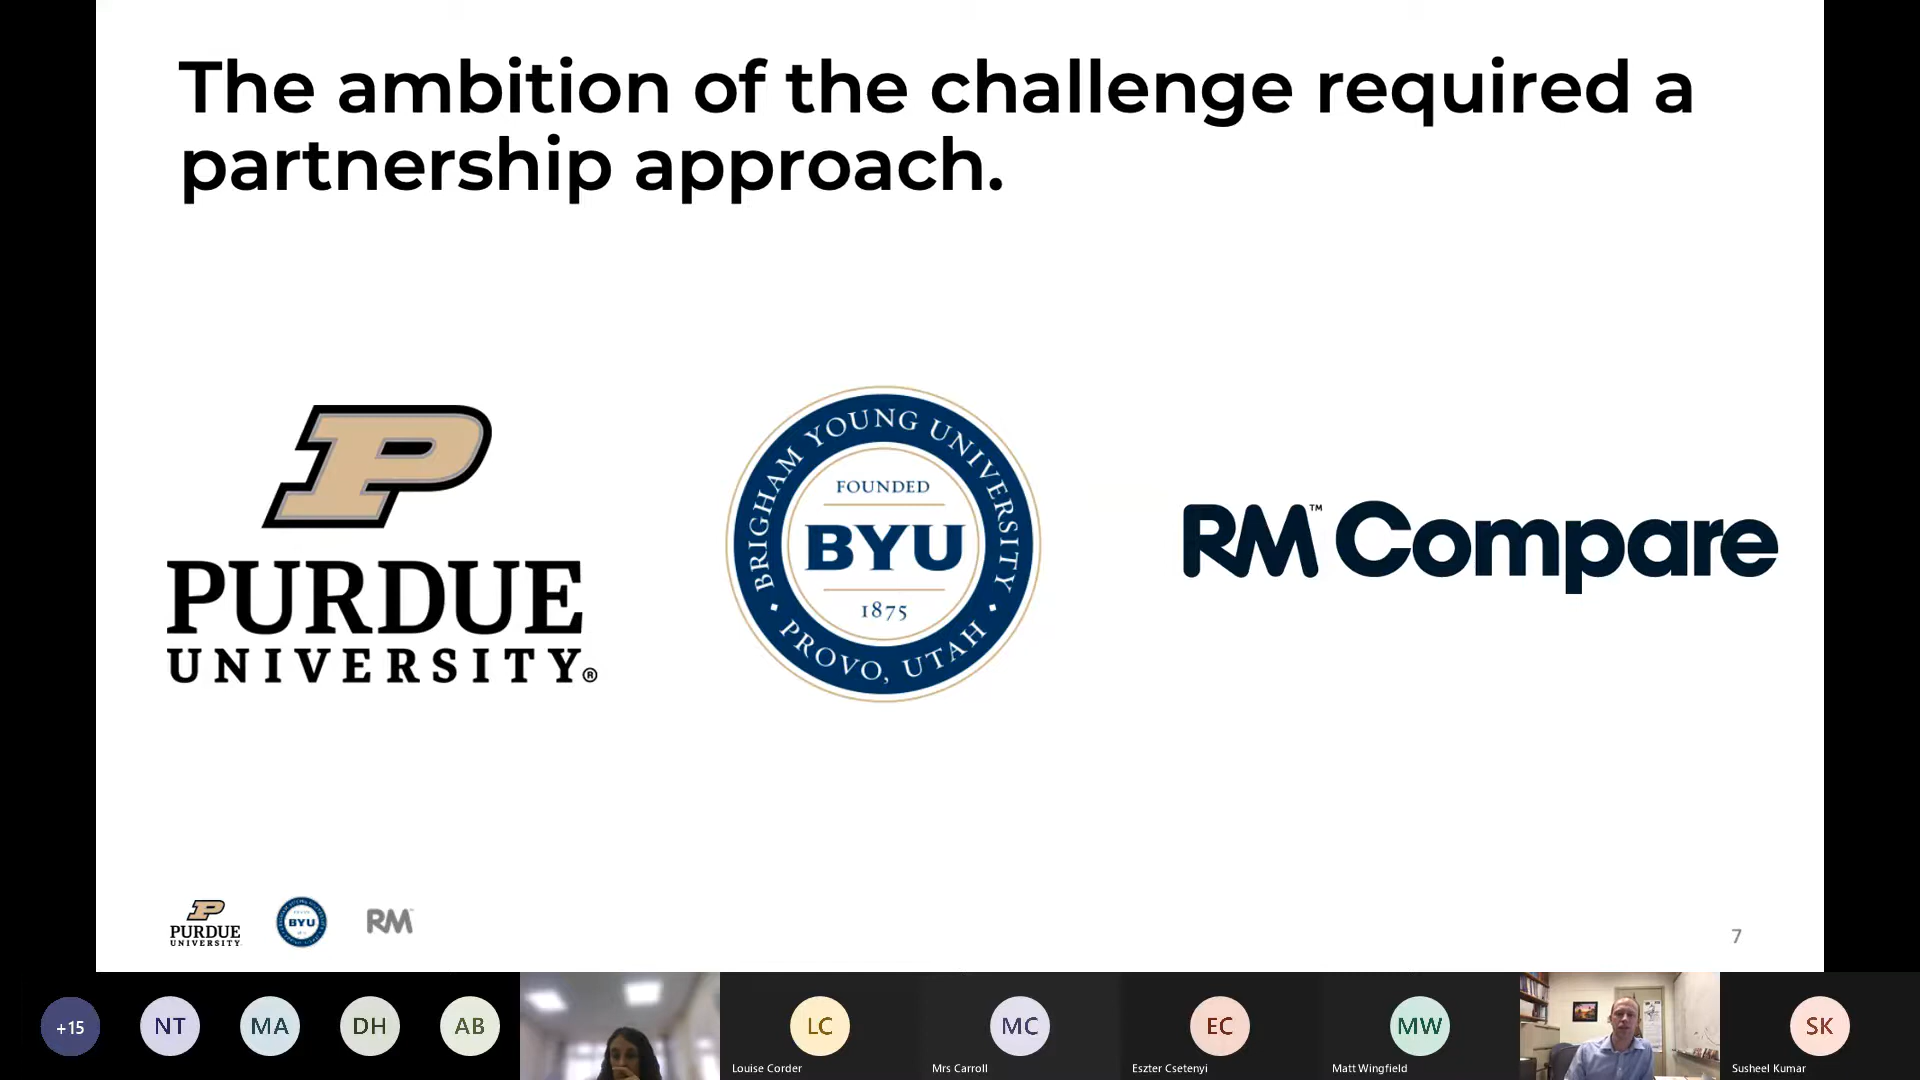 The ambition of the challenge required a
partnership approach.
PURDUE
UNIVERSITY®
BRIGHAM YOUNG UNIVERSITY
FOUNDED
BYU
1875
• PROVO, UTAH •
RM™ Compare
PURDUE
UNIVERSITY
BYU
RM
7
+15
NT
MA
DH
AB
LC
Louise Corder
MC
Mrs Carroll
EC
Eszter Csetenyi
MW
Matt Wingfield
SK
Susheel Kumar